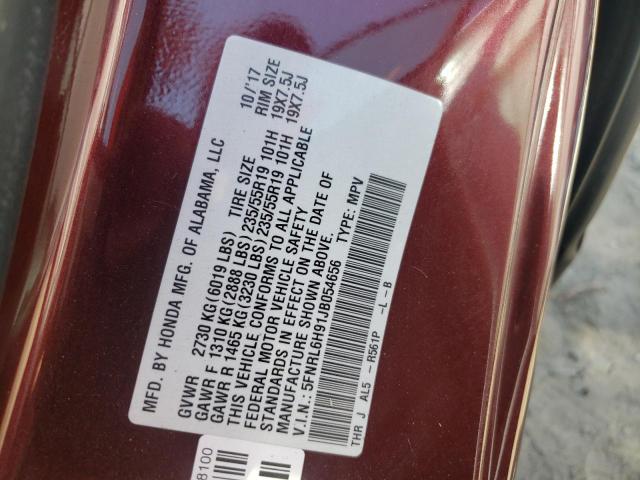 MFD. BY HONDA MFG. OF ALABAMA, LLC 10/'17
GVWR 2730 KG(6019 LBS) TIRE SIZE RIM SIZE
GAWR F 1310 KG(2888 LBS) 235/55R19 101H 19X7.5J
GAWR R 1465 KG(3230 LBS) 235/55R19 101H 19X7.5J
THIS VEHICLE CONFORMS TO ALL APPLICABLE
FEDERAL MOTOR VEHICLE SAFETY
STANDARDS IN EFFECT ON THE DATE OF
MANUFACTURE SHOWN ABOVE.
V.I.N.: 5FNRL6H91JB054656 TYPE: MPV
THR J AL5 -R561P -L -B
8100